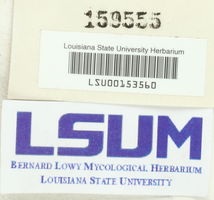 159555
Louisiana State University Herbarium
LSU00153560
LSUM
BERNARD LOWY MYCOLOGICAL HERBARIUM
LOUISIANA STATE UNIVERSITY